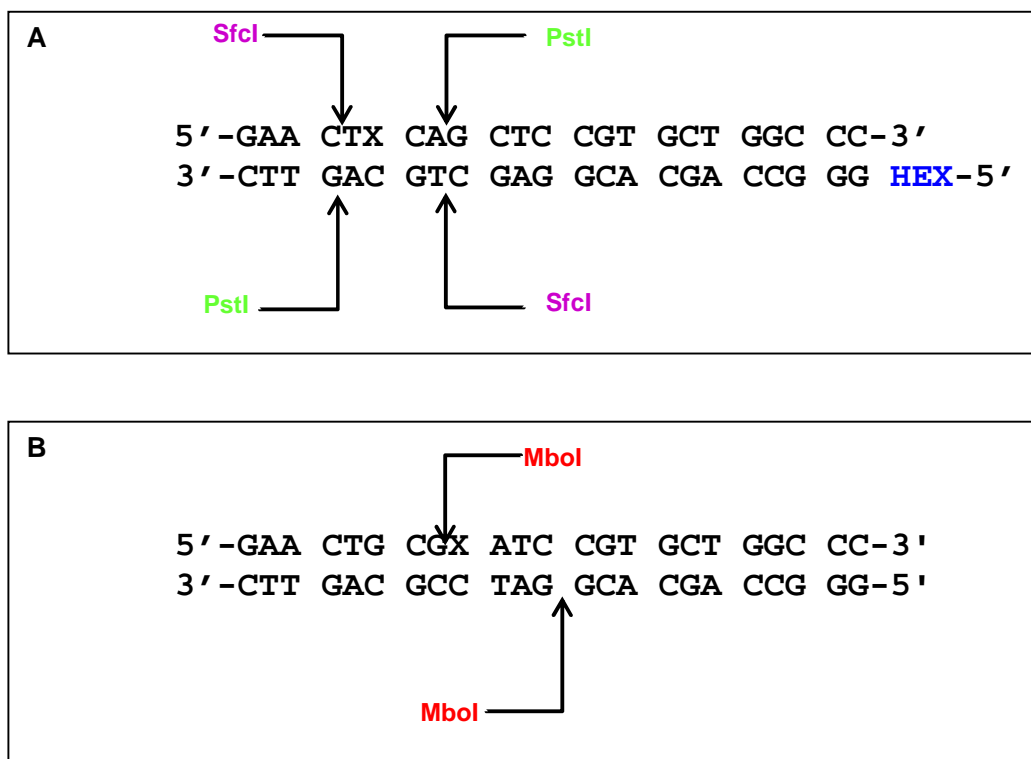 A
SfcI PstI
5′-GAA CTX CAG CTC CGT GCT GGC CC-3′
3′-CTT GAC GTC GAG GCA CGA CCG GG HEX-5′
PstI SfcI
B
MboI
5′-GAA CTG CGX ATC CGT GCT GGC CC-3'
3′-CTT GAC GCC TAG GCA CGA CCG GG-5'
MboI